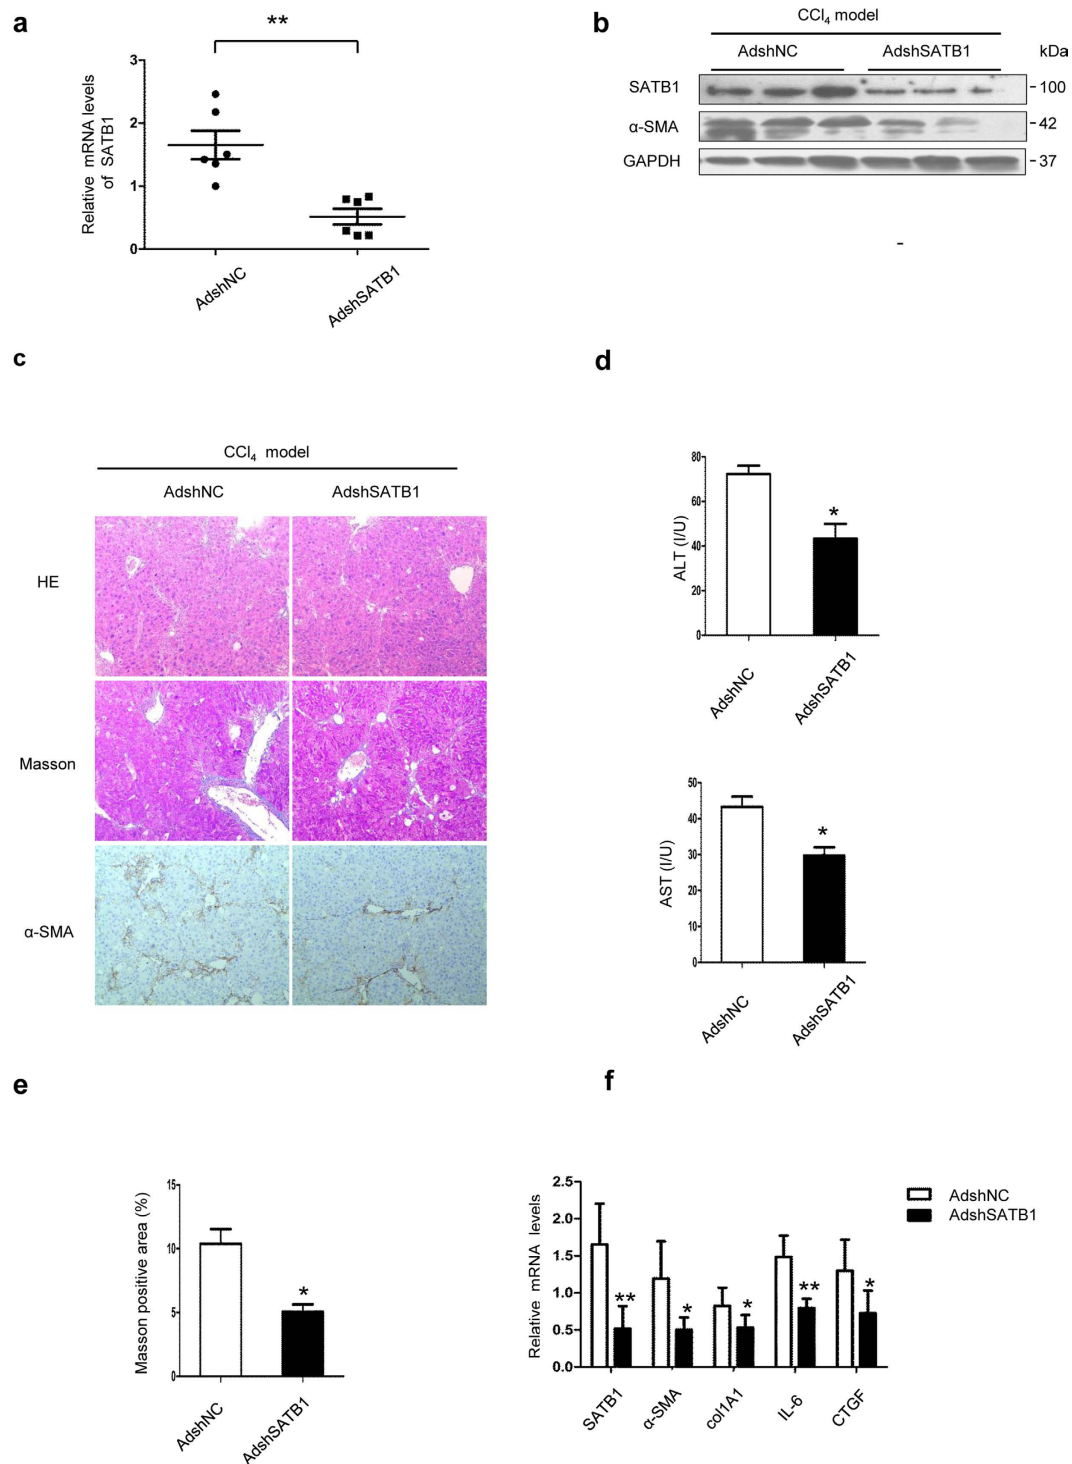 a
**
3
2
1
0
Relative mRNA levels
of SATB1
AdshNC
AdshSATB1
b
CCl4 model
AdshNC
AdshSATB1
kDa
SATB1
-100
α-SMA
-42
GAPDH
-37
-
c
CCl4 model
AdshNC
AdshSATB1
HE
Masson
α-SMA
d
80
60
40
20
0
ALT (I/U)
*
AdshNC
AdshSATB1
50
40
30
20
10
0
AST (I/U)
*
AdshNC
AdshSATB1
e
15
10
5
0
Masson positive area (%)
*
AdshNC
AdshSATB1
f
2.5
2.0
1.5
1.0
0.5
0.0
Relative mRNA levels
AdshNC
AdshSATB1
**
*
*
**
*
SATB1
α-SMA
col1A1
IL-6
CTGF